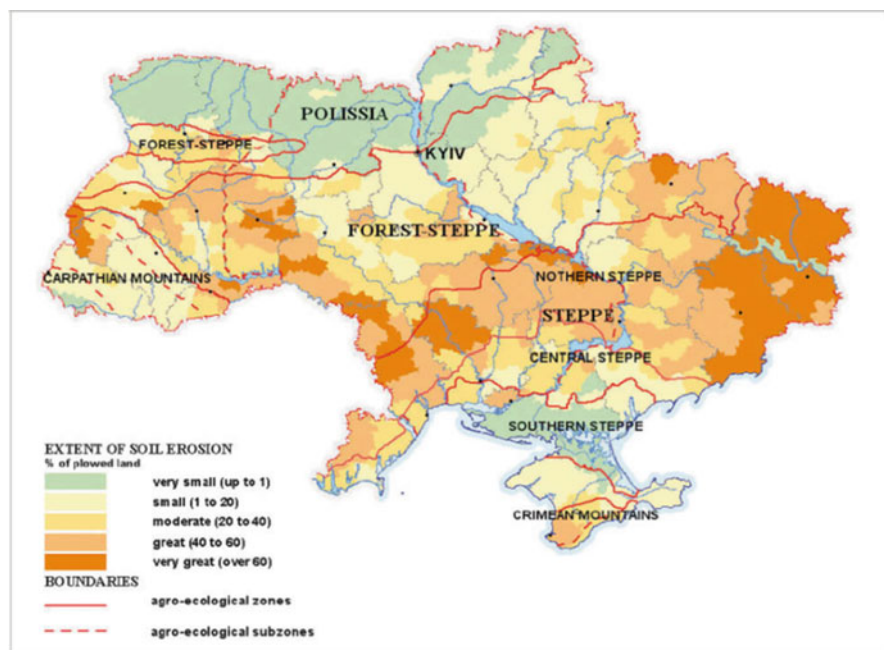 POLISSIA
FOREST-STEPPE
KYIV
FOREST-STEPPE
CARPATHIAN MOUNTAINS
NOTHERN STEPPE
STEPPE
CENTRAL STEPPE
SOUTHERN STEPPE
CRIMEAN MOUNTAINS
EXTENT OF SOIL EROSION
% of plowed land
very small (up to 1)
small (1 to 20)
moderate (20 to 40)
great (40 to 60)
very great (over 60)
BOUNDARIES
agro-ecological zones
agro-ecological subzones